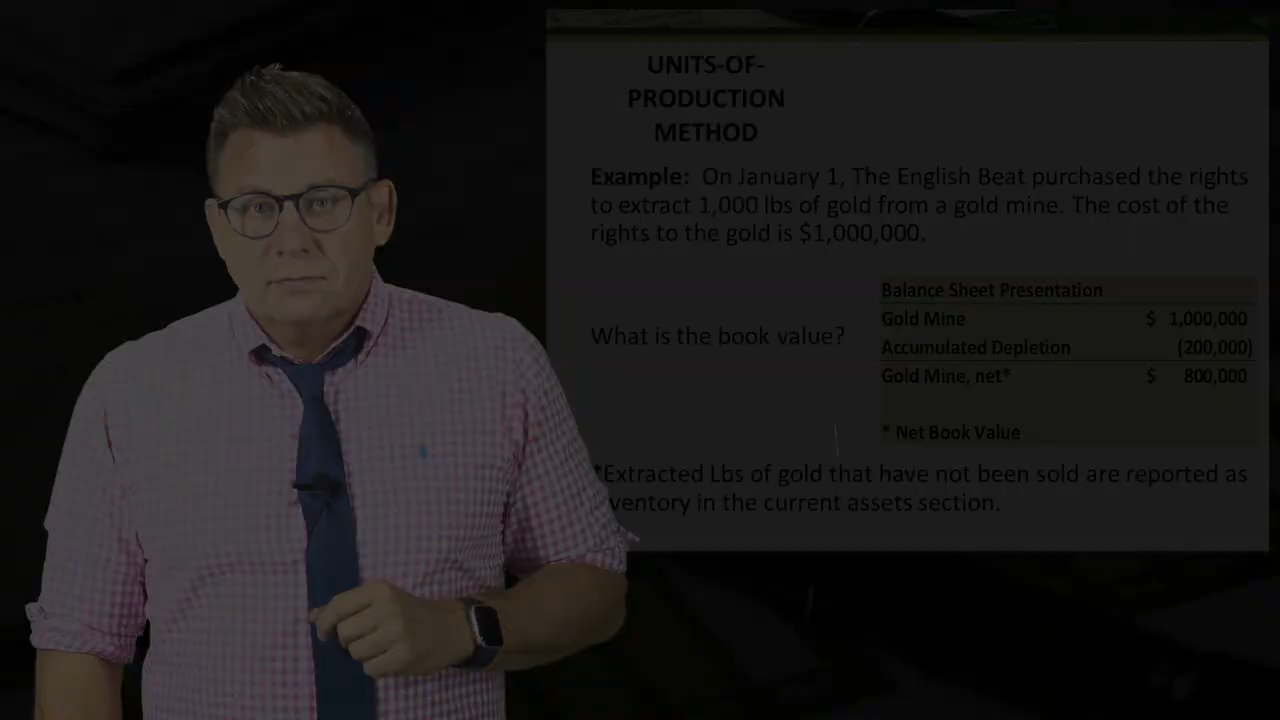 UNITS-OF-
PRODUCTION
METHOD
Example: On January 1, The English Beat purchased the rights
to extract 1,000 lbs of gold from a gold mine. The cost of the
rights to the gold is $1,000,000.
What is the book value?
Balance Sheet Presentation
Gold Mine $ 1,000,000
Accumulated Depletion (200,000)
Gold Mine, net* $ 800,000
* Net Book Value
*Extracted Lbs of gold that have not been sold are reported as
ventory in the current assets section.